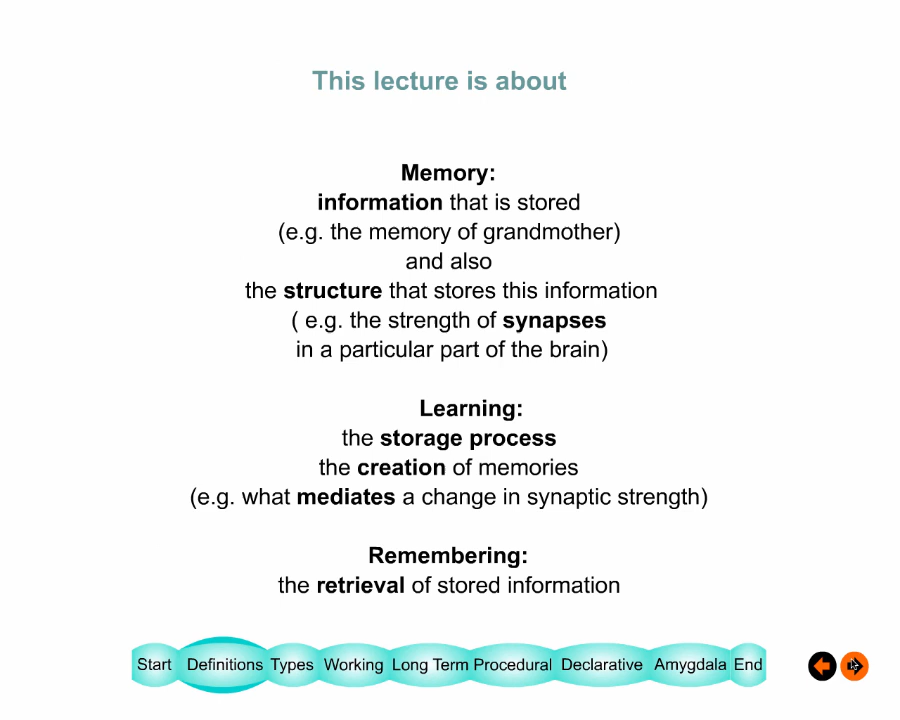 This lecture is about
Memory:
information that is stored
(e.g. the memory of grandmother)
and also
the structure that stores this information
( e.g. the strength of synapses
in a particular part of the brain)
Learning:
the storage process
the creation of memories
(e.g. what mediates a change in synaptic strength)
Remembering:
the retrieval of stored information
Start Definitions Types Working Long Term Procedural Declarative Amygdala End